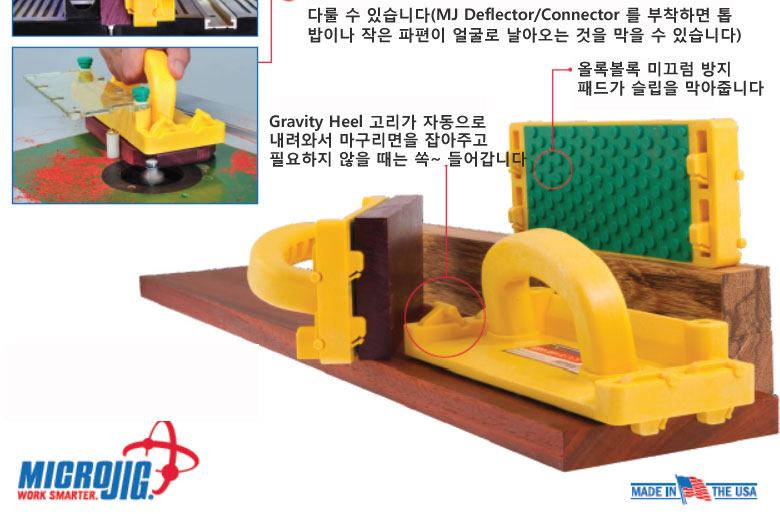 다룰 수 있습니다(MJ Deflector/Connector 를 부착하면 톱
밥이나 작은 파편이 얼굴로 날아오는 것을 막을 수 있습니다)
올록볼록 미끄럼 방지
패드가 슬립을 막아줍니다
Gravity Heel 고리가 자동으로
내려와서 마구리면을 잡아주고
필요하지 않을 때는 쏙~ 들어갑니다
MICROJIG.
WORK SMARTER.
MADE IN THE USA